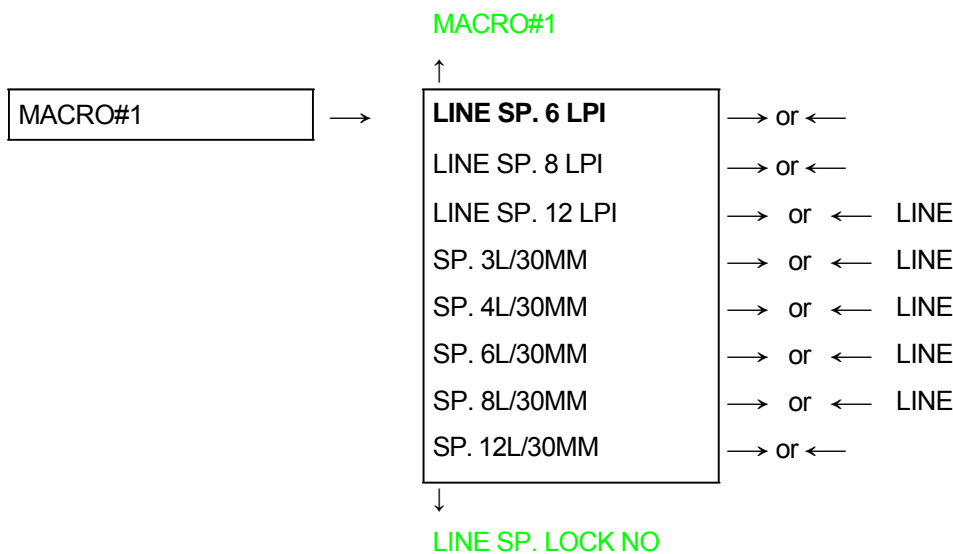 MACRO#1
↑
MACRO#1 → LINE SP. 6 LPI → or ←
LINE SP. 8 LPI → or ←
LINE SP. 12 LPI → or ← LINE
SP. 3L/30MM → or ← LINE
SP. 4L/30MM → or ← LINE
SP. 6L/30MM → or ← LINE
SP. 8L/30MM → or ← LINE
SP. 12L/30MM → or ←
↓
LINE SP. LOCK NO